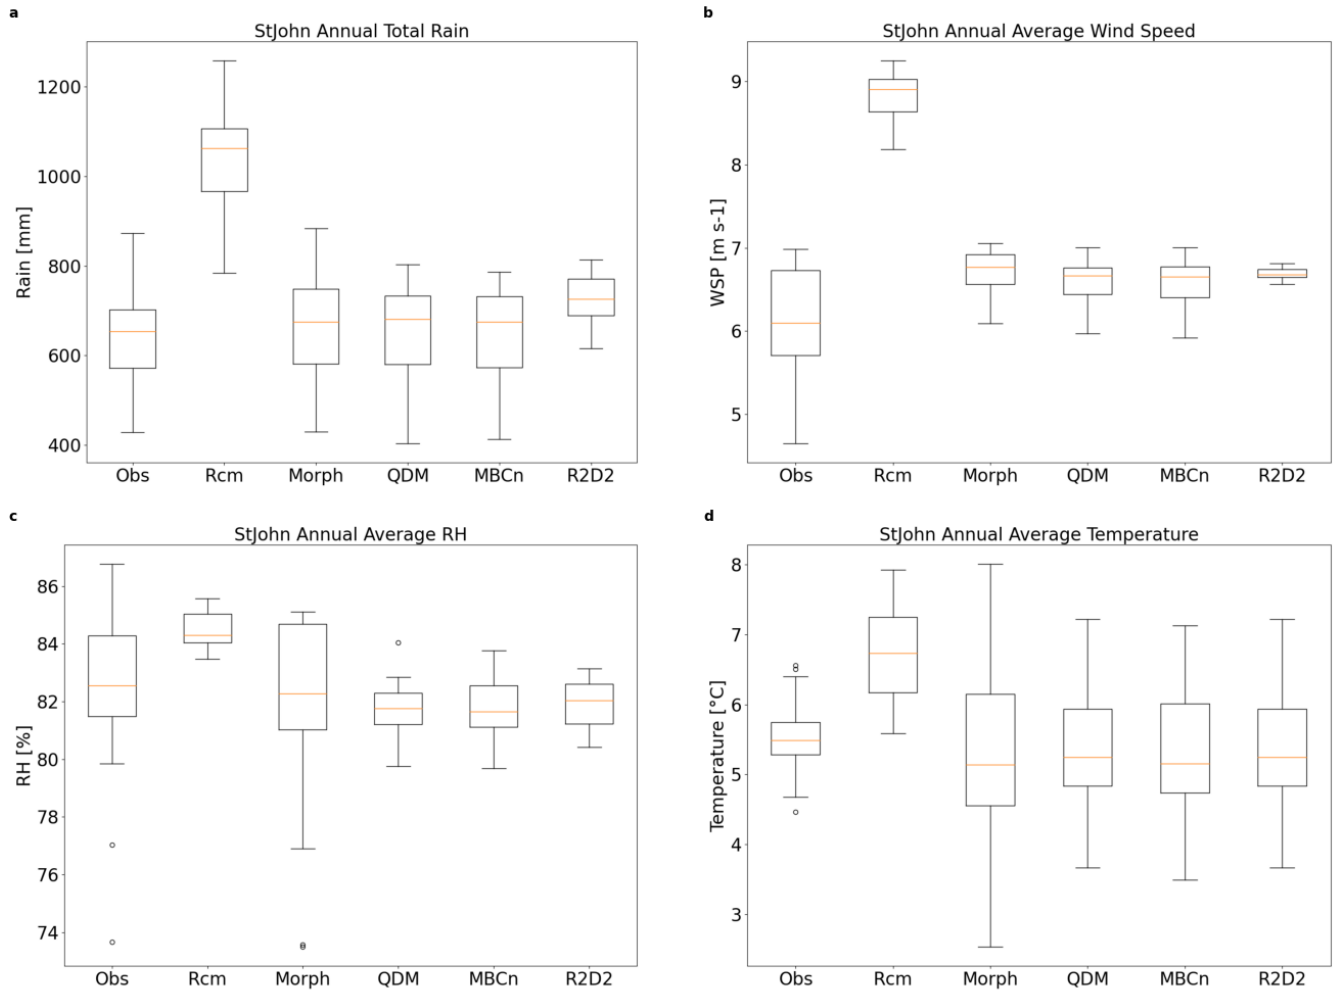 a
StJohn Annual Total Rain
Rain [mm]
1200
1000
800
600
400
Obs Rcm Morph QDM MBCn R2D2
b
StJohn Annual Average Wind Speed
WSP [m s-1]
9
8
7
6
5
Obs Rcm Morph QDM MBCn R2D2
c
StJohn Annual Average RH
RH [%]
86
84
82
80
78
76
74
Obs Rcm Morph QDM MBCn R2D2
d
StJohn Annual Average Temperature
Temperature [°C]
8
7
6
5
4
3
Obs Rcm Morph QDM MBCn R2D2